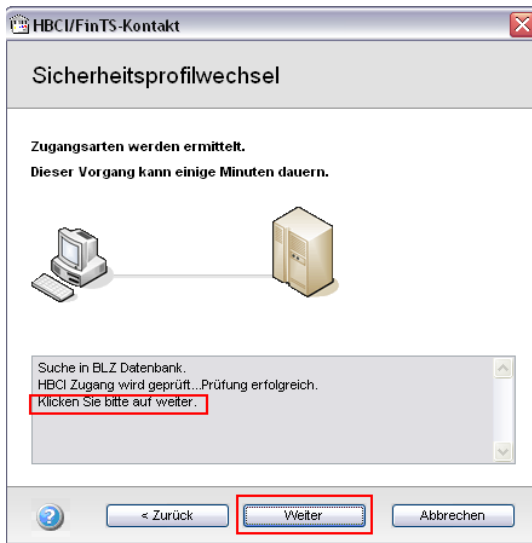 HBCI/FinTS-Kontakt
Sicherheitsprofilwechsel
Zugangsarten werden ermittelt.
Dieser Vorgang kann einige Minuten dauern.
Suche in BLZ Datenbank.
HBCI Zugang wird geprüft...Prüfung erfolgreich.
Klicken Sie bitte auf weiter.
?
< Zurück
Weiter
Abbrechen